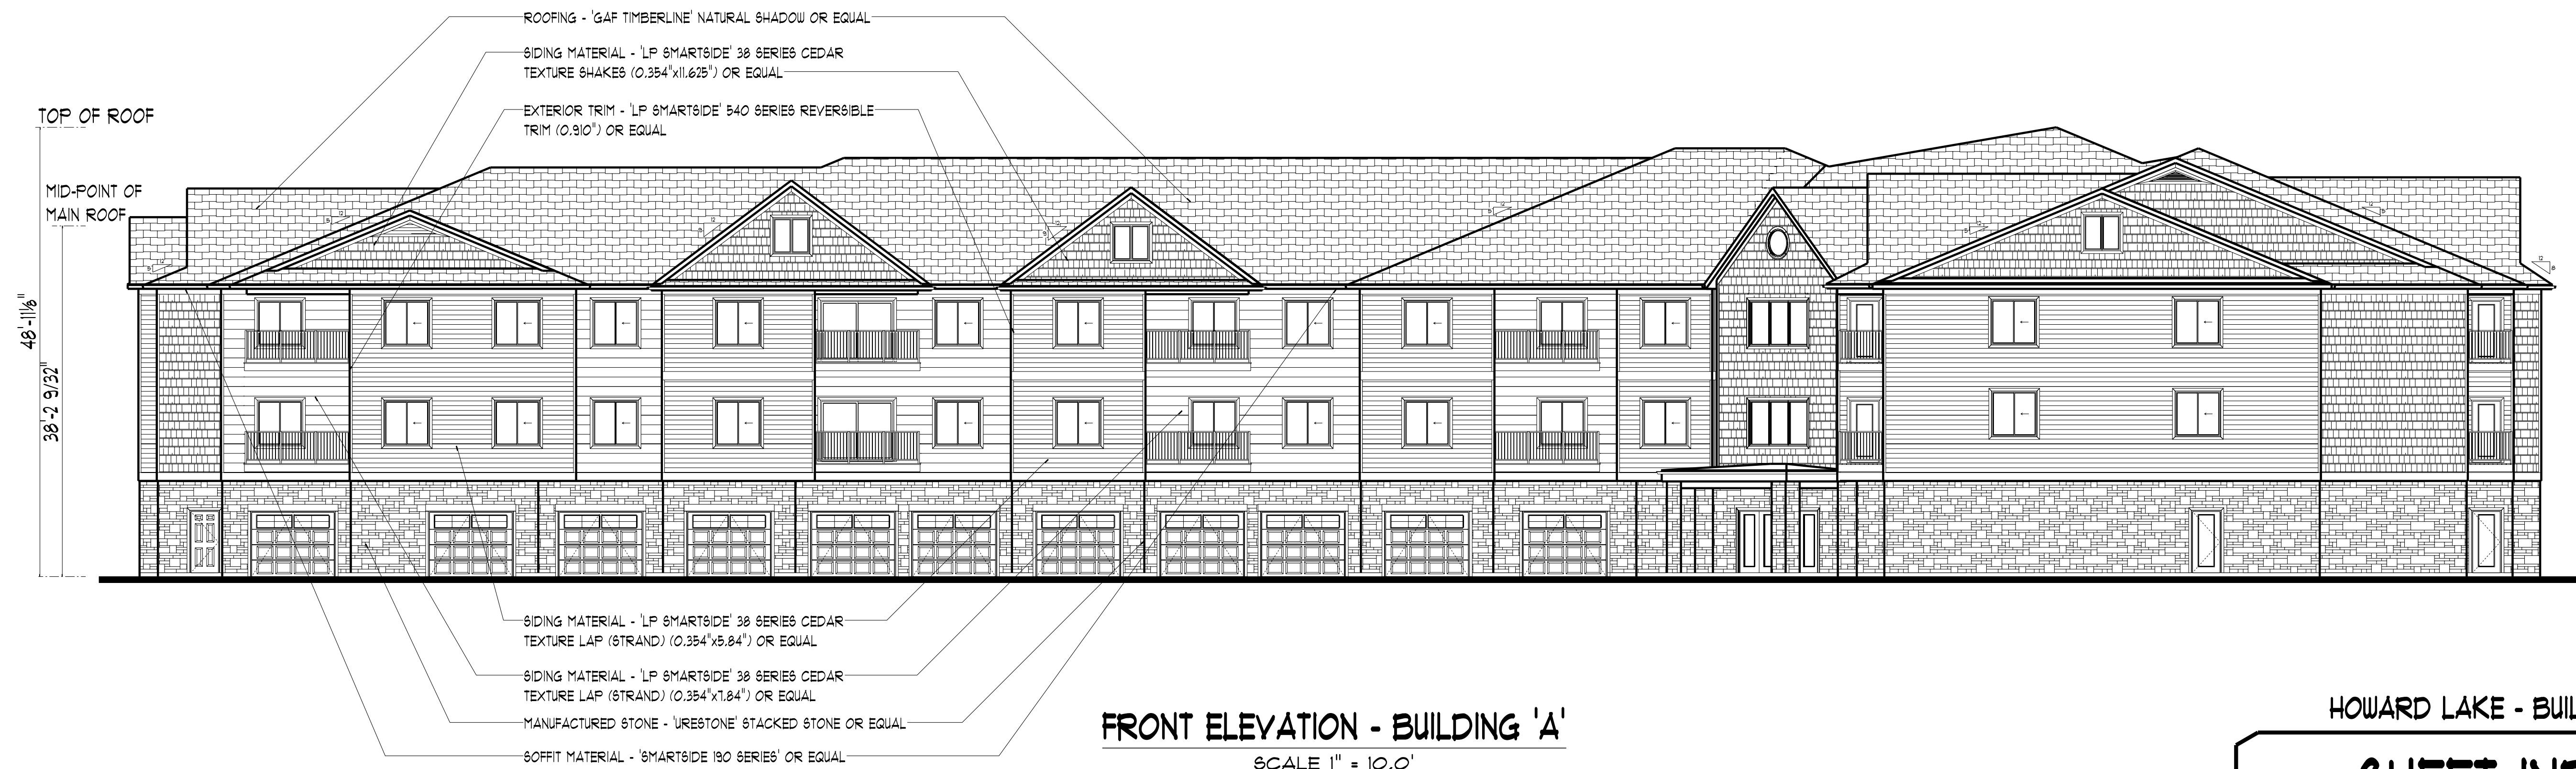 ROOFING - 'GAF TIMBERLINE' NATURAL SHADOW OR EQUAL
SIDING MATERIAL - 'LP SMARTSIDE' 38 SERIES CEDAR
TEXTURE SHAKES (0.354"x11.625") OR EQUAL
EXTERIOR TRIM - 'LP SMARTSIDE' 540 SERIES REVERSIBLE
TRIM (0.910") OR EQUAL
TOP OF ROOF
MID-POINT OF
MAIN ROOF
48'-11⅛"
38'-2 9/32"
SIDING MATERIAL - 'LP SMARTSIDE' 38 SERIES CEDAR
TEXTURE LAP (STRAND) (0.354"x5.84") OR EQUAL
SIDING MATERIAL - 'LP SMARTSIDE' 38 SERIES CEDAR
TEXTURE LAP (STRAND) (0.354"x7.84") OR EQUAL
MANUFACTURED STONE - 'URESTONE' STACKED STONE OR EQUAL
SOFFIT MATERIAL - 'SMARTSIDE 190 SERIES' OR EQUAL
FRONT ELEVATION - BUILDING 'A'
SCALE 1" = 10.0'
HOWARD LAKE - BUIL